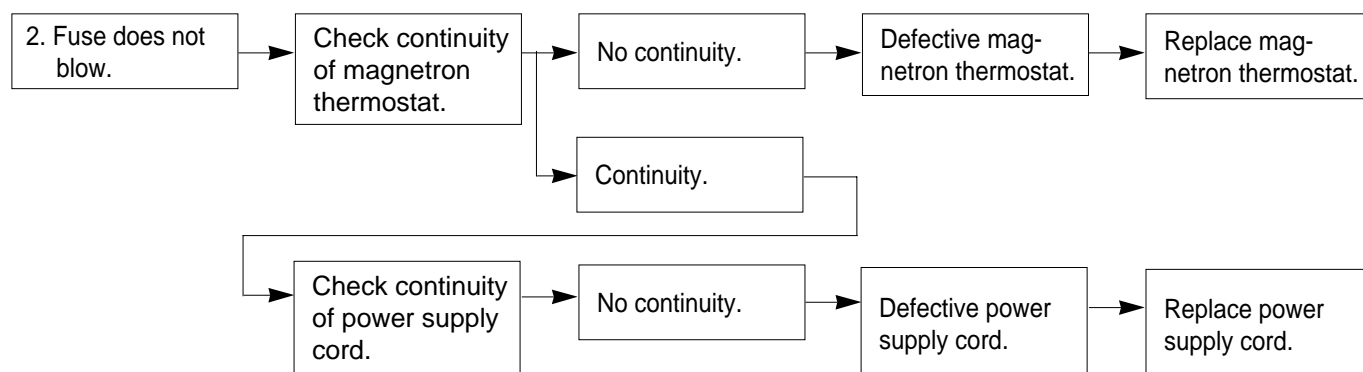 2. Fuse does not
blow.
Check continuity
of magnetron
thermostat.
No continuity.
Defective mag-
netron thermostat.
Replace mag-
netron thermostat.
Continuity.
Check continuity
of power supply
cord.
No continuity.
Defective power
supply cord.
Replace power
supply cord.